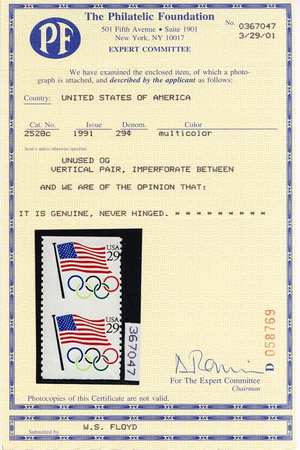 PF
The Philatelic Foundation
501 Fifth Avenue • Suite 1901
New York, NY 10017
EXPERT COMMITTEE
No. 0367047
3/29/01
We have examined the enclosed item, of which a photo-
graph is attached, and described by the applicant as follows:
Country: UNITED STATES OF AMERICA
Cat. No. Issue Denom. Color
2528c 1991 29¢ multicolor
Scott's unless otherwise specified.
UNUSED OG
VERTICAL PAIR, IMPERFORATE BETWEEN
AND WE ARE OF THE OPINION THAT:
IT IS GENUINE, NEVER HINGED. * * * * * * * * *
USA
29
USA
29
367047
D 058769
For The Expert Committee
Chairman
Photocopies of this Certificate are not valid.
W.S. FLOYD
Submitted by